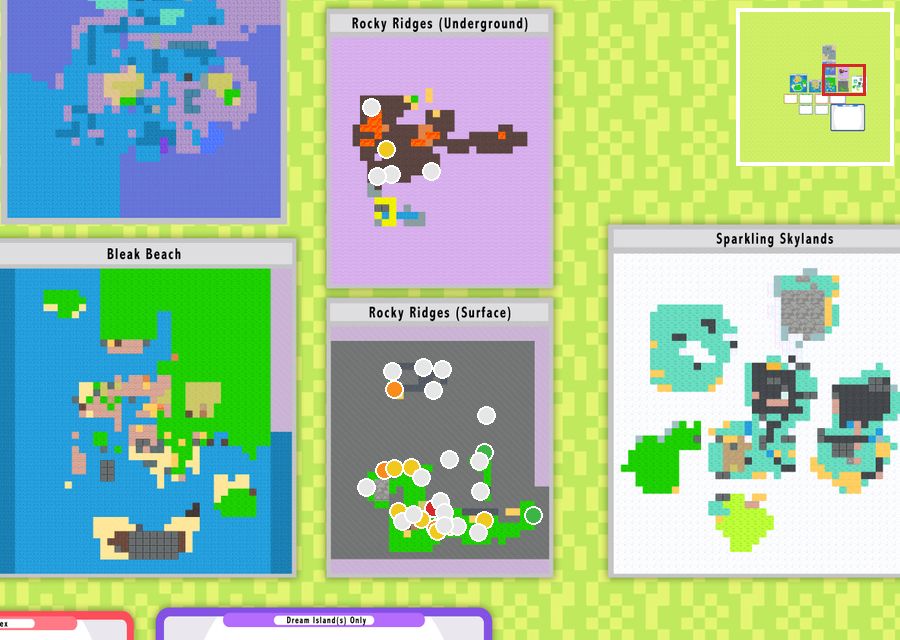 Rocky Ridges (Underground)
Bleak Beach
Sparkling Skylands
Rocky Ridges (Surface)
Dream Island(s) Only